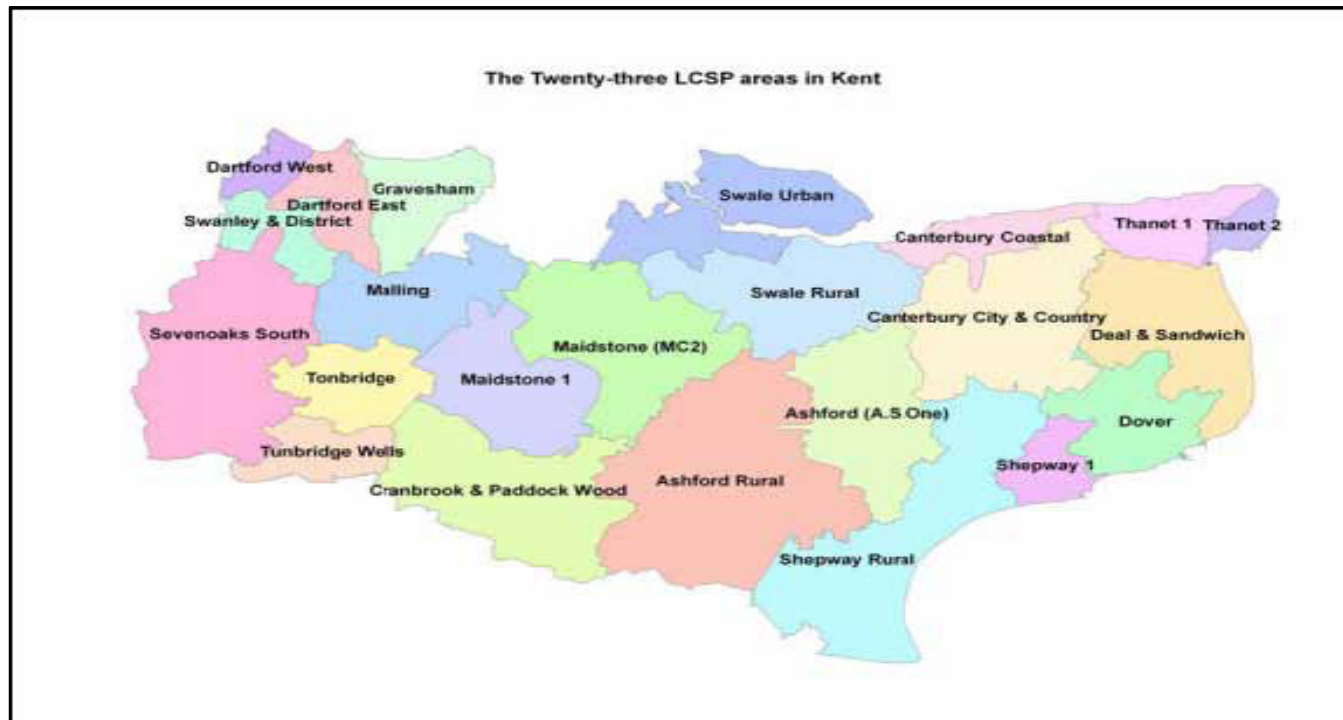 The Twenty-three LCSP areas in Kent
Dartford West
Gravesham
Dartford East
Swanley & District
Swale Urban
Thanet 1
Thanet 2
Canterbury Coastal
Malling
Swale Rural
Canterbury City & Country
Sevenoaks South
Deal & Sandwich
Maidstone (MC2)
Tonbridge
Maidstone 1
Ashford (A.S.One)
Dover
Tunbridge Wells
Shepway 1
Cranbrook & Paddock Wood
Ashford Rural
Shepway Rural